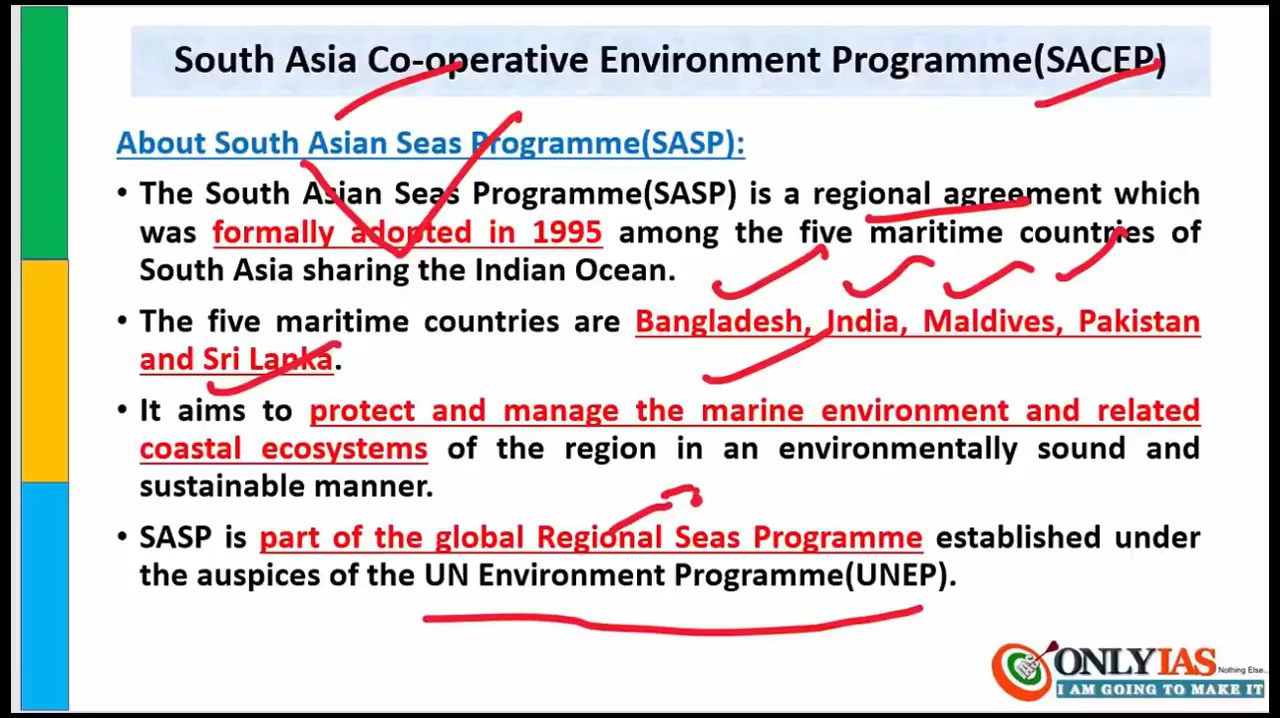 South Asia Co-operative Environment Programme(SACEP)
About South Asian Seas Programme(SASP):
• The South Asian Seas Programme(SASP) is a regional agreement which
was formally adopted in 1995 among the five maritime countries of
South Asia sharing the Indian Ocean.
• The five maritime countries are Bangladesh, India, Maldives, Pakistan
and Sri Lanka.
• It aims to protect and manage the marine environment and related
coastal ecosystems of the region in an environmentally sound and
sustainable manner.
• SASP is part of the global Regional Seas Programme established under
the auspices of the UN Environment Programme(UNEP).
ONLYIAS
Nothing Else..
I AM GOING TO MAKE IT